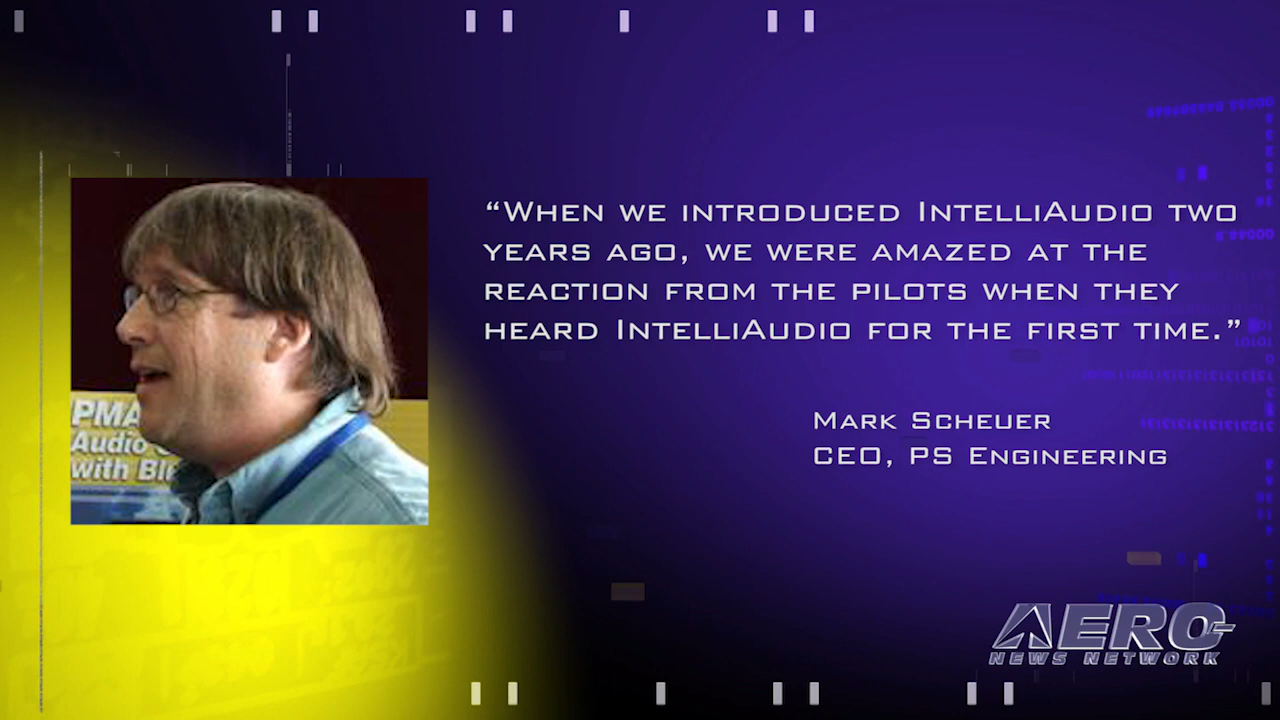 “When we introduced IntelliAudio two
years ago, we were amazed at the
reaction from the pilots when they
heard IntelliAudio for the first time.”
Mark Scheuer
CEO, PS Engineering
PMA
Audio
with
AERO
NEWS NETWORK